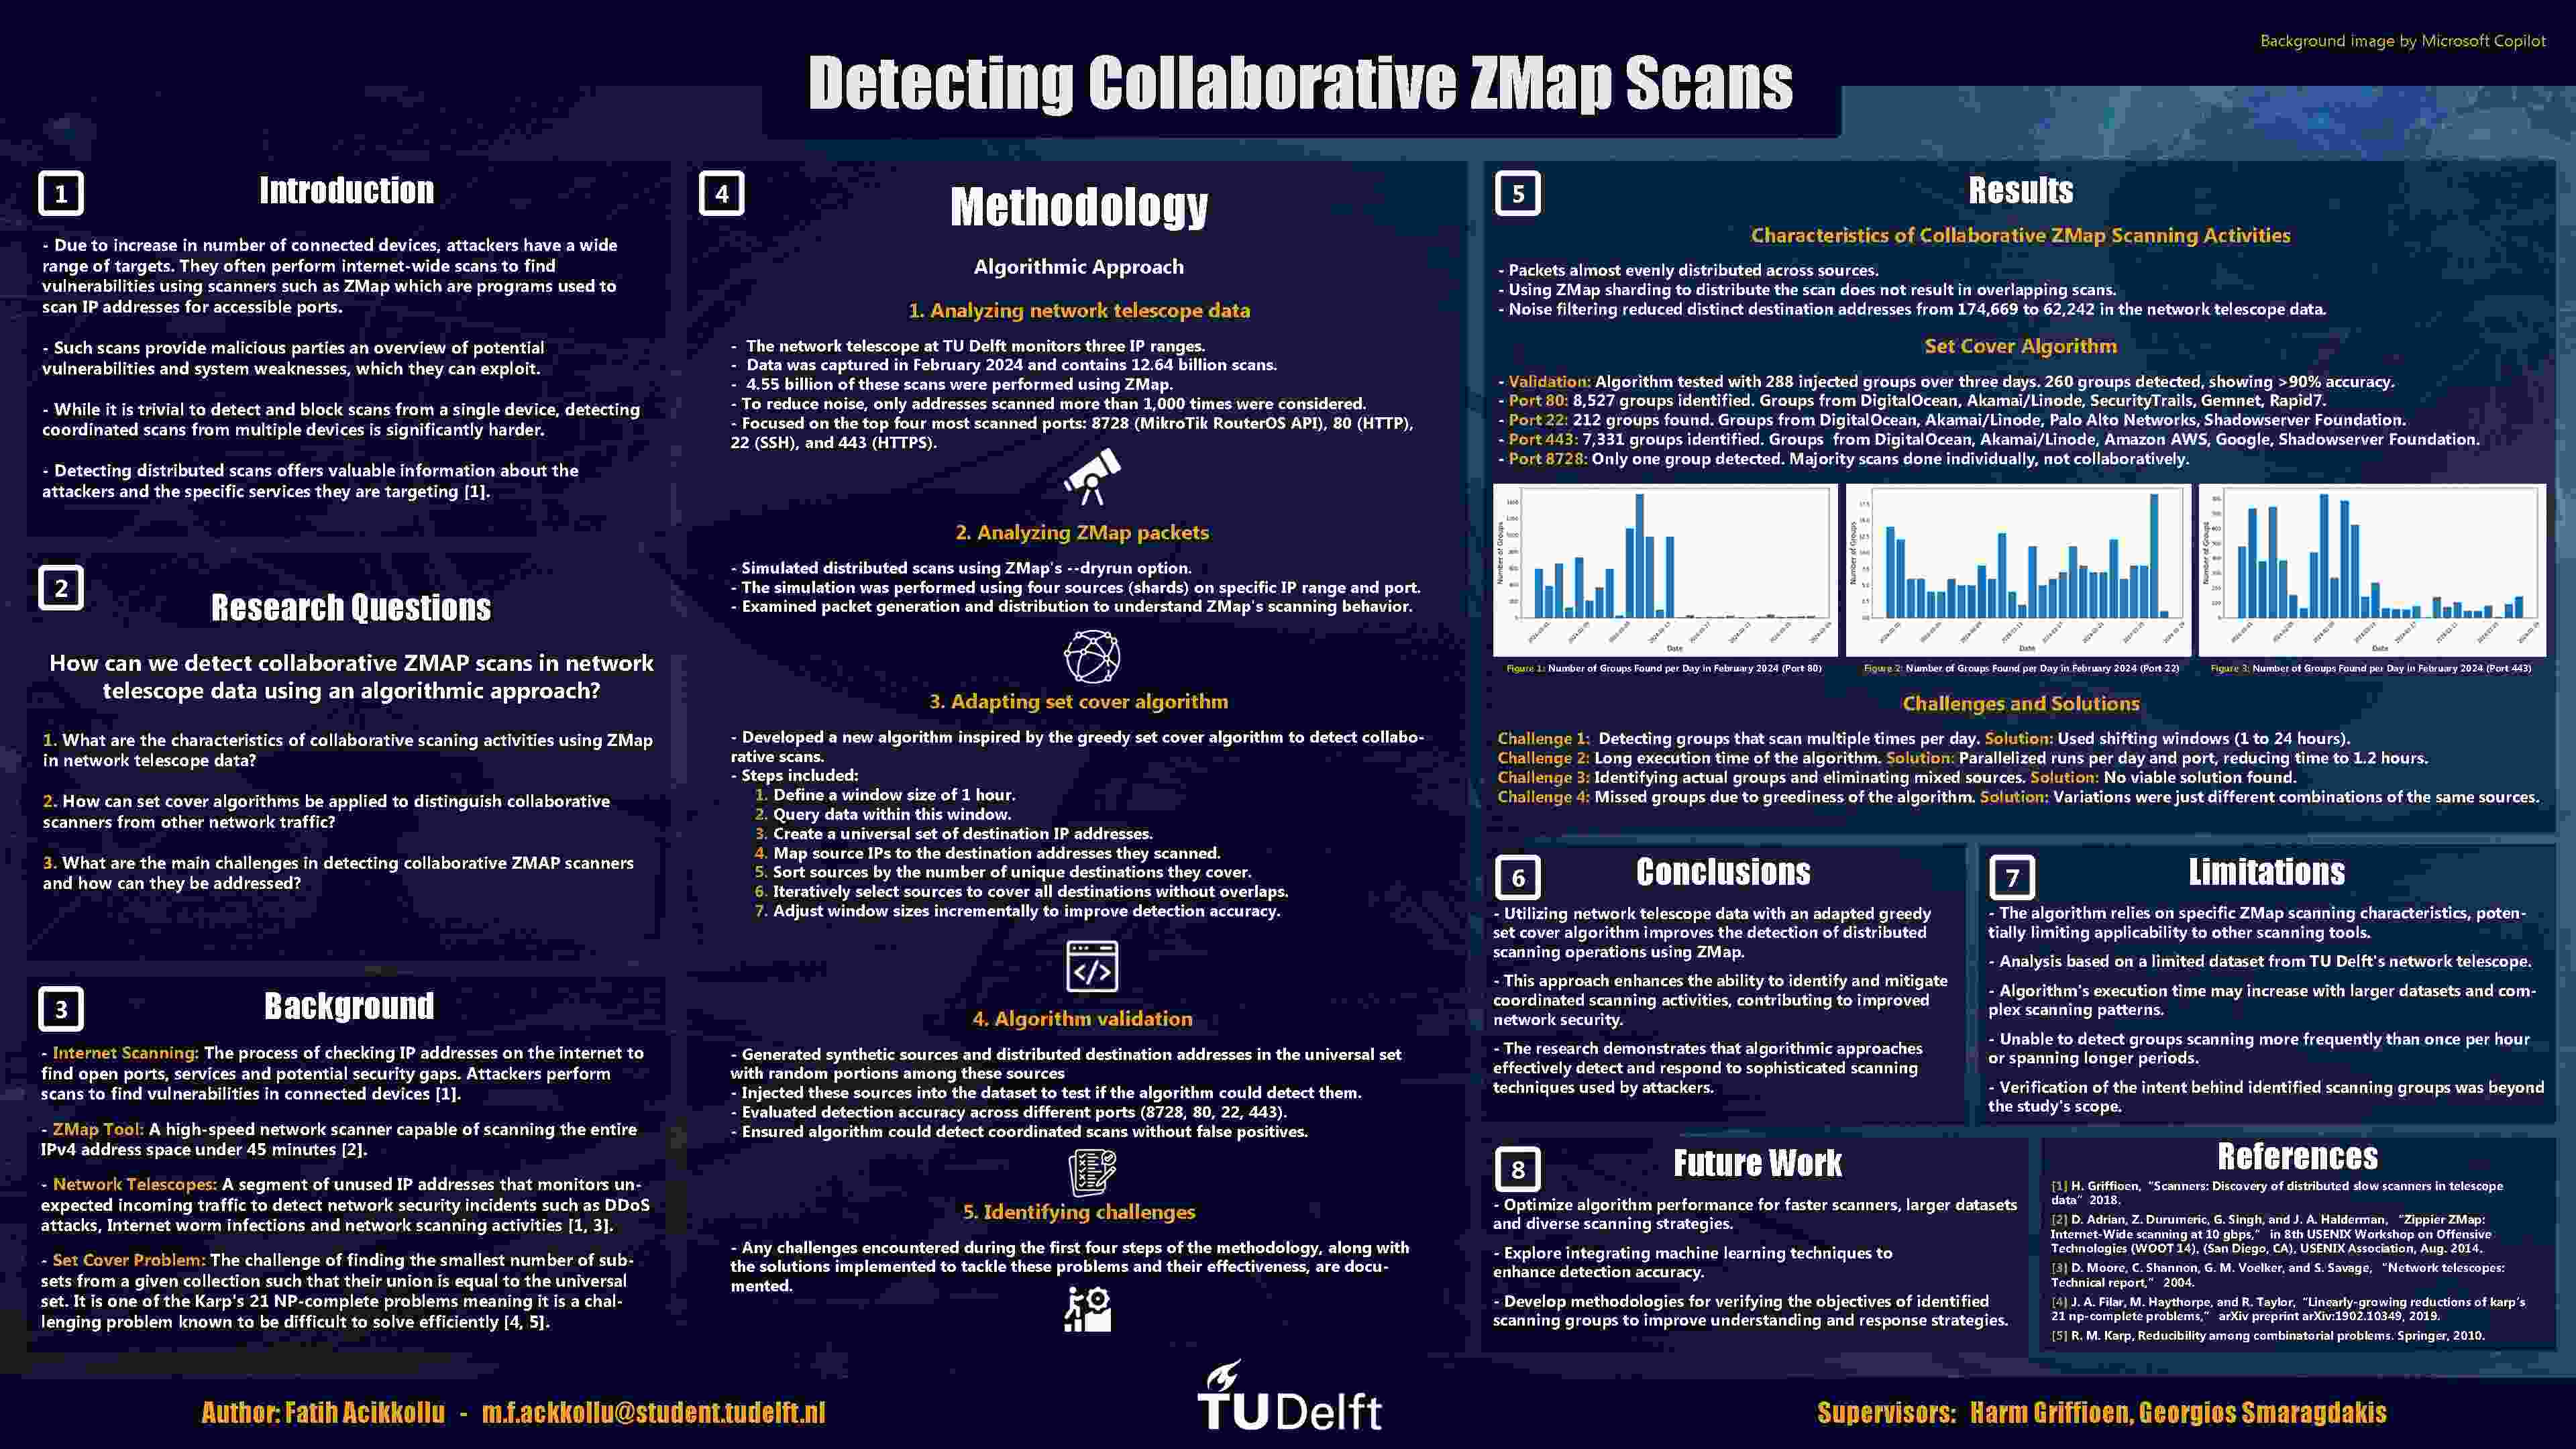 Background image by Microsoft Copilot
Detecting Collaborative ZMap Scans
1
Introduction
- Due to increase in number of connected devices, attackers have a wide
range of targets. They often perform internet-wide scans to find
vulnerabilities using scanners such as ZMap which are programs used to
scan IP addresses for accessible ports.
- Such scans provide malicious parties an overview of potential
vulnerabilities and system weaknesses, which they can exploit.
- While it is trivial to detect and block scans from a single device, detecting
coordinated scans from multiple devices is significantly harder.
- Detecting distributed scans offers valuable information about the
attackers and the specific services they are targeting [1].
2
Research Questions
How can we detect collaborative ZMAP scans in network
telescope data using an algorithmic approach?
1. What are the characteristics of collaborative scaning activities using ZMap
in network telescope data?
2. How can set cover algorithms be applied to distinguish collaborative
scanners from other network traffic?
3. What are the main challenges in detecting collaborative ZMAP scanners
and how can they be addressed?
3
Background
- Internet Scanning: The process of checking IP addresses on the internet to
find open ports, services and potential security gaps. Attackers perform
scans to find vulnerabilities in connected devices [1].
- ZMap Tool: A high-speed network scanner capable of scanning the entire
IPv4 address space under 45 minutes [2].
- Network Telescopes: A segment of unused IP addresses that monitors un-
expected incoming traffic to detect network security incidents such as DDoS
attacks, Internet worm infections and network scanning activities [1, 3].
- Set Cover Problem: The challenge of finding the smallest number of sub-
sets from a given collection such that their union is equal to the universal
set. It is one of the Karp's 21 NP-complete problems meaning it is a chal-
lenging problem known to be difficult to solve efficiently [4, 5].
4
Methodology
Algorithmic Approach
1. Analyzing network telescope data
- The network telescope at TU Delft monitors three IP ranges.
- Data was captured in February 2024 and contains 12.64 billion scans.
- 4.55 billion of these scans were performed using ZMap.
- To reduce noise, only addresses scanned more than 1,000 times were considered.
- Focused on the top four most scanned ports: 8728 (MikroTik RouterOS API), 80 (HTTP),
22 (SSH), and 443 (HTTPS).
2. Analyzing ZMap packets
- Simulated distributed scans using ZMap's --dryrun option.
- The simulation was performed using four sources (shards) on specific IP range and port.
- Examined packet generation and distribution to understand ZMap's scanning behavior.
3. Adapting set cover algorithm
- Developed a new algorithm inspired by the greedy set cover algorithm to detect collabo-
rative scans.
- Steps included:
1. Define a window size of 1 hour.
2. Query data within this window.
3. Create a universal set of destination IP addresses.
4. Map source IPs to the destination addresses they scanned.
5. Sort sources by the number of unique destinations they cover.
6. Iteratively select sources to cover all destinations without overlaps.
7. Adjust window sizes incrementally to improve detection accuracy.
4. Algorithm validation
- Generated synthetic sources and distributed destination addresses in the universal set
with random portions among these sources
- Injected these sources into the dataset to test if the algorithm could detect them.
- Evaluated detection accuracy across different ports (8728, 80, 22, 443).
- Ensured algorithm could detect coordinated scans without false positives.
5. Identifying challenges
- Any challenges encountered during the first four steps of the methodology, along with
the solutions implemented to tackle these problems and their effectiveness, are docu-
mented.
5
Results
Characteristics of Collaborative ZMap Scanning Activities
- Packets almost evenly distributed across sources.
- Using ZMap sharding to distribute the scan does not result in overlapping scans.
- Noise filtering reduced distinct destination addresses from 174,669 to 62,242 in the network telescope data.
Set Cover Algorithm
- Validation: Algorithm tested with 288 injected groups over three days. 260 groups detected, showing >90% accuracy.
- Port 80: 8,527 groups identified. Groups from DigitalOcean, Akamai/Linode, SecurityTrails, Gemnet, Rapid7.
- Port 22: 212 groups found. Groups from DigitalOcean, Akamai/Linode, Palo Alto Networks, Shadowserver Foundation.
- Port 443: 7,331 groups identified. Groups from DigitalOcean, Akamai/Linode, Amazon AWS, Google, Shadowserver Foundation.
- Port 8728: Only one group detected. Majority scans done individually, not collaboratively.
Number of Groups
Date
Figure 1: Number of Groups Found per Day in February 2024 (Port 80)
Number of Groups
Date
Figure 2: Number of Groups Found per Day in February 2024 (Port 22)
Number of Groups
Date
Figure 3: Number of Groups Found per Day in February 2024 (Port 443)
Challenges and Solutions
Challenge 1: Detecting groups that scan multiple times per day. Solution: Used shifting windows (1 to 24 hours).
Challenge 2: Long execution time of the algorithm. Solution: Parallelized runs per day and port, reducing time to 1.2 hours.
Challenge 3: Identifying actual groups and eliminating mixed sources. Solution: No viable solution found.
Challenge 4: Missed groups due to greediness of the algorithm. Solution: Variations were just different combinations of the same sources.
6
Conclusions
- Utilizing network telescope data with an adapted greedy
set cover algorithm improves the detection of distributed
scanning operations using ZMap.
- This approach enhances the ability to identify and mitigate
coordinated scanning activities, contributing to improved
network security.
- The research demonstrates that algorithmic approaches
effectively detect and respond to sophisticated scanning
techniques used by attackers.
7
Limitations
- The algorithm relies on specific ZMap scanning characteristics, poten-
tially limiting applicability to other scanning tools.
- Analysis based on a limited dataset from TU Delft's network telescope.
- Algorithm's execution time may increase with larger datasets and com-
plex scanning patterns.
- Unable to detect groups scanning more frequently than once per hour
or spanning longer periods.
- Verification of the intent behind identified scanning groups was beyond
the study's scope.
8
Future Work
- Optimize algorithm performance for faster scanners, larger datasets
and diverse scanning strategies.
- Explore integrating machine learning techniques to
enhance detection accuracy.
- Develop methodologies for verifying the objectives of identified
scanning groups to improve understanding and response strategies.
References
[1] H. Griffioen, "Scanners: Discovery of distributed slow scanners in telescope
data" 2018.
[2] D. Adrian, Z. Durumeric, G. Singh, and J. A. Halderman, "Zippier ZMap:
Internet-Wide scanning at 10 gbps," in 8th USENIX Workshop on Offensive
Technologies (WOOT 14), (San Diego, CA), USENIX Association, Aug. 2014.
[3] D. Moore, C. Shannon, G. M. Voelker, and S. Savage, "Network telescopes:
Technical report," 2004.
[4] J. A. Filar, M. Haythorpe, and R. Taylor, "Linearly-growing reductions of karp's
21 np-complete problems," arXiv preprint arXiv:1902.10349, 2019.
[5] R. M. Karp, Reducibility among combinatorial problems. Springer, 2010.
Author: Fatih Acikkollu - m.f.ackkollu@student.tudelft.nl
TU Delft
Supervisors: Harm Griffioen, Georgios Smaragdakis